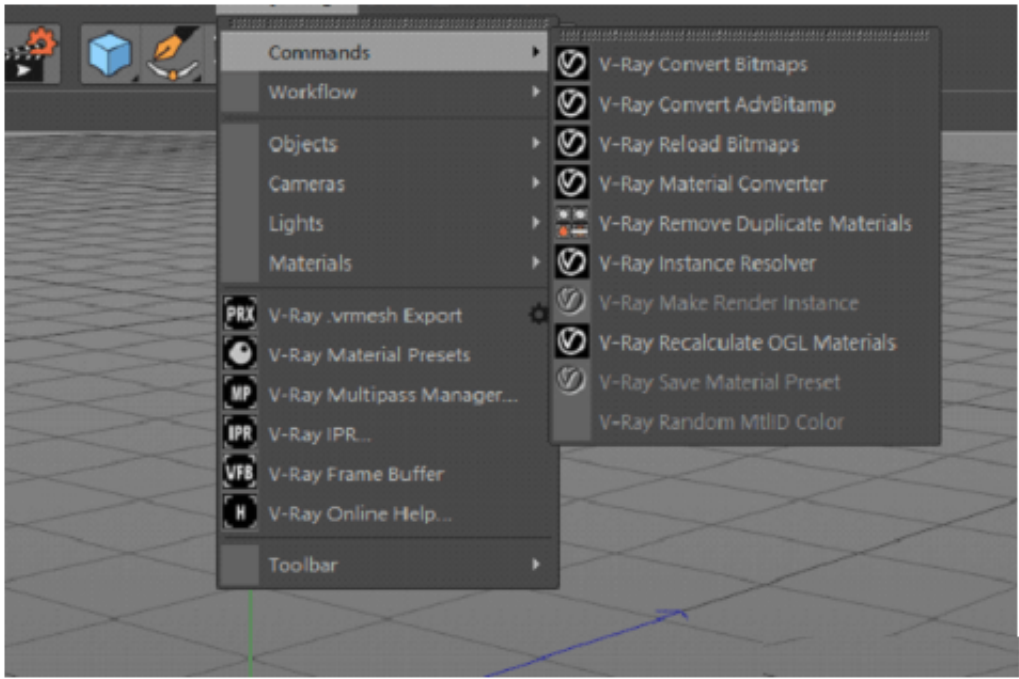 Commands
Workflow
Objects
Cameras
Lights
Materials
PRX V-Ray .vrmesh Export
V-Ray Material Presets
MP V-Ray Multipass Manager...
IPR V-Ray IPR...
VFB V-Ray Frame Buffer
H V-Ray Online Help...
Toolbar
V-Ray Convert Bitmaps
V-Ray Convert AdvBitamp
V-Ray Reload Bitmaps
V-Ray Material Converter
V-Ray Remove Duplicate Materials
V-Ray Instance Resolver
V-Ray Make Render Instance
V-Ray Recalculate OGL Materials
V-Ray Save Material Preset
V-Ray Random MtlID Color